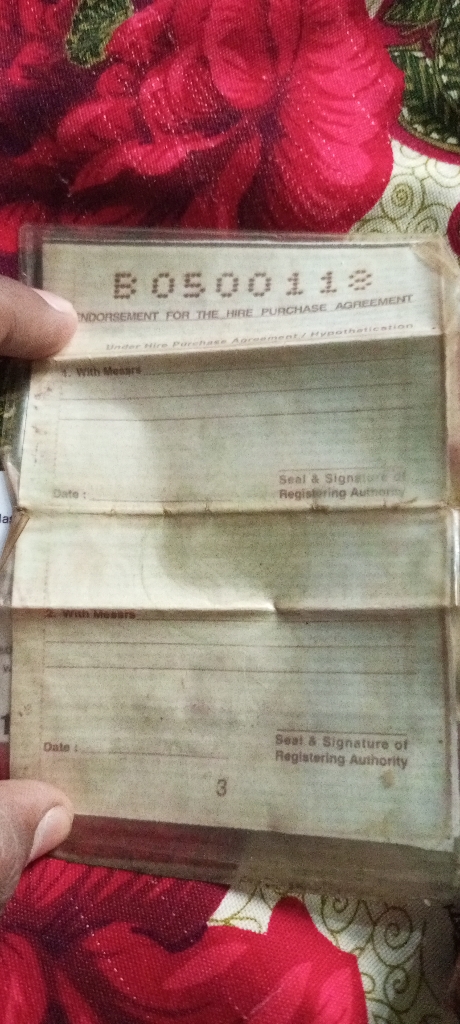 B0500118
ENDORSEMENT FOR THE HIRE PURCHASE AGREEMENT
Under Hire Purchase Agreement / Hypothetication
1. With Messrs
Seal & Signature of
Date : Registering Authority
2. With Messrs
Seal & Signature of
Date : Registering Authority
3